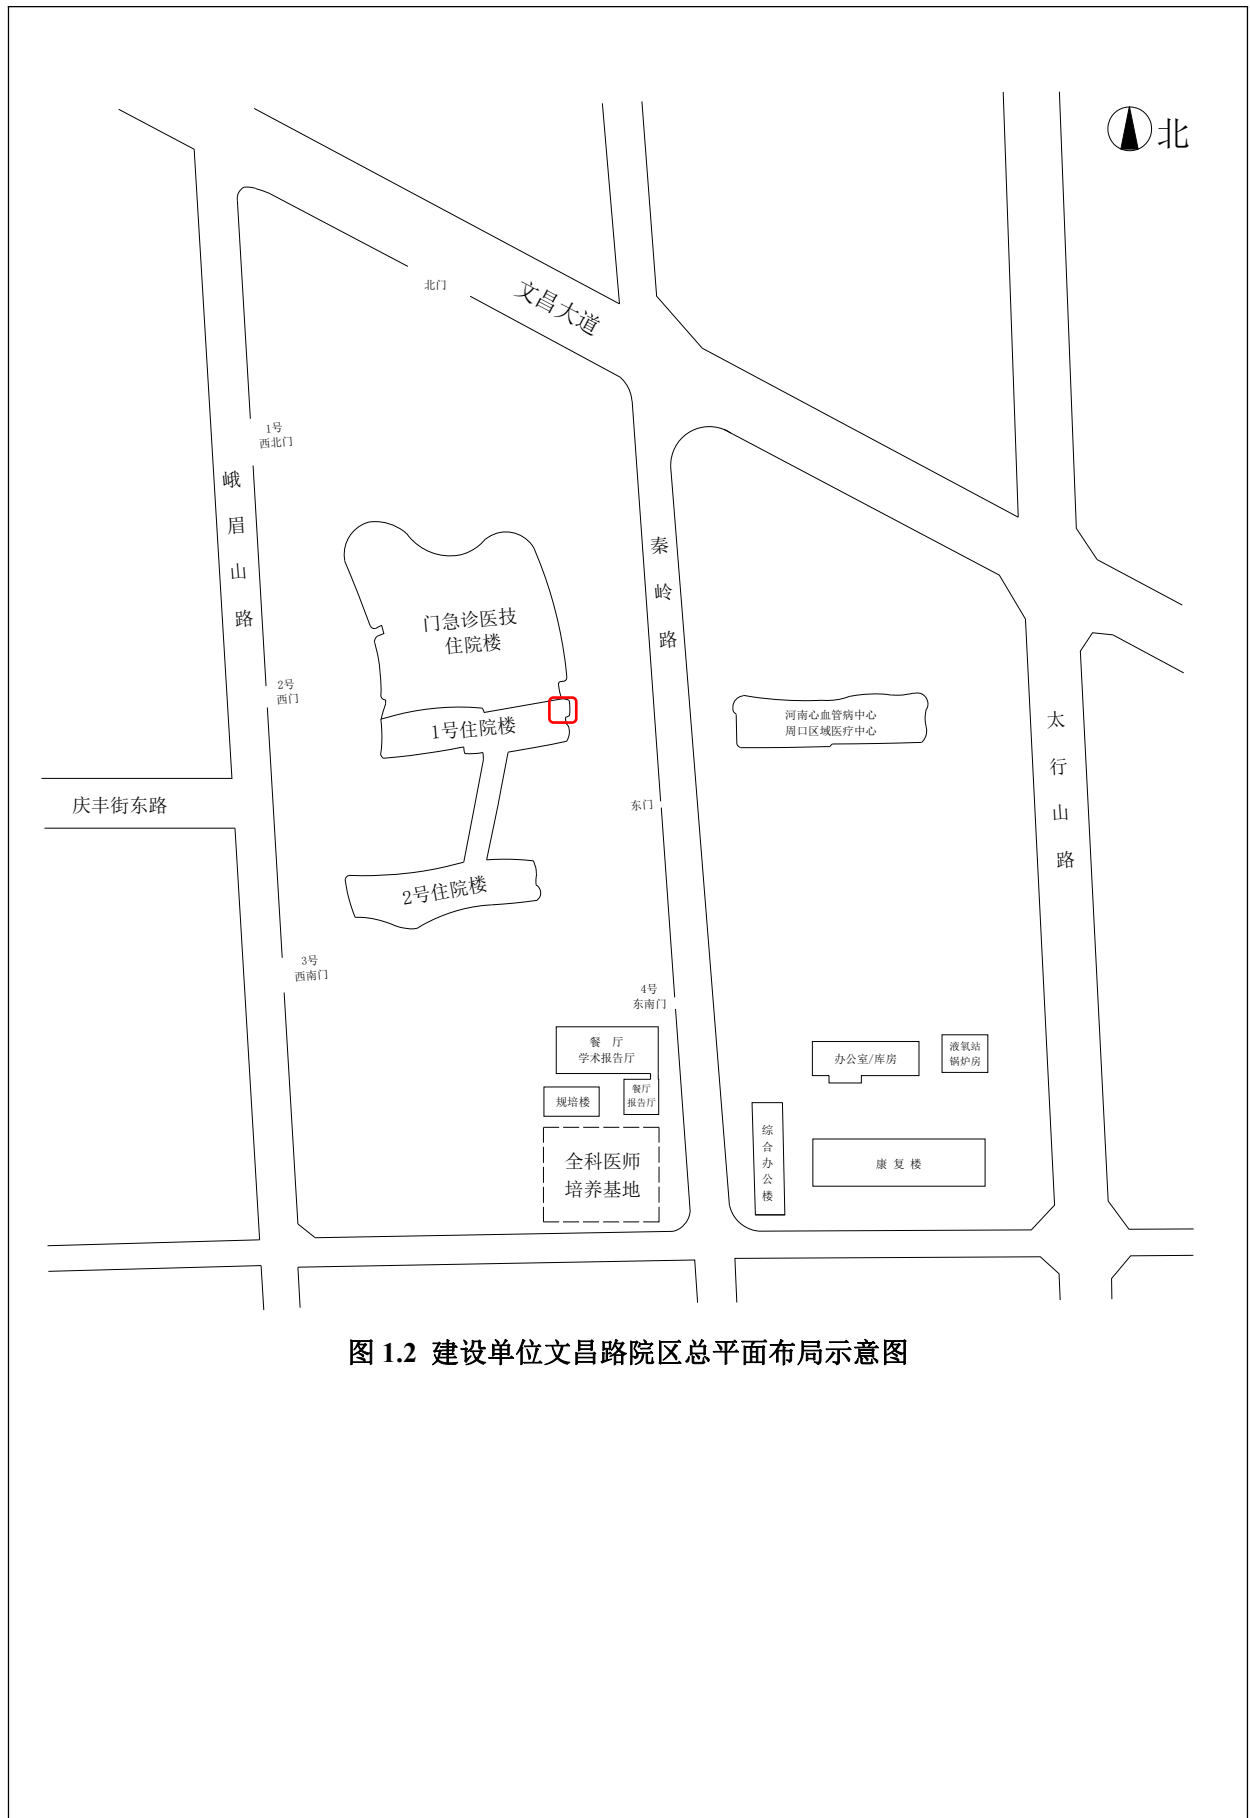 北
北门
文昌大道
1号
西北门
峨眉山路
秦岭路
门急诊医技
住院楼
2号
西门
1号住院楼
河南心血管病中心
周口区域医疗中心
太行山路
庆丰街东路
东门
2号住院楼
3号
西南门
4号
东南门
餐 厅
学术报告厅
办公室/库房
液氧站
锅炉房
规培楼
餐厅
报告厅
综合办公楼
全科医师
培养基地
康 复 楼
图 1.2 建设单位文昌路院区总平面布局示意图